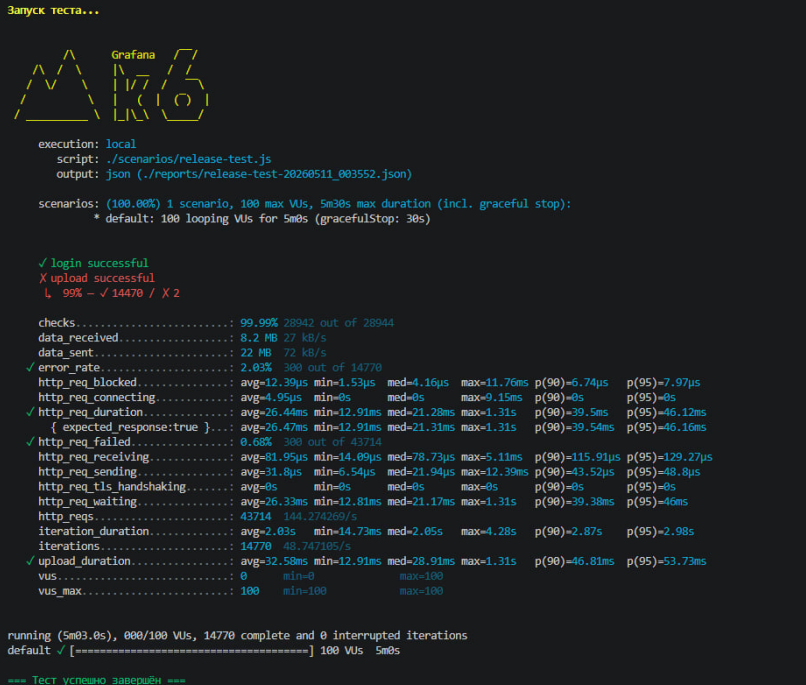 Запуск теста...
Grafana
execution: local
script: ./scenarios/release-test.js
output: json (./reports/release-test-20260511_003552.json)
scenarios: (100.00%) 1 scenario, 100 max VUs, 5m30s max duration (incl. graceful stop):
* default: 100 looping VUs for 5m0s (gracefulStop: 30s)
✓ login successful
✗ upload successful
↳ 99% — ✓ 14470 / ✗ 2
checks.........................: 99.99% 28942 out of 28944
data_received..................: 8.2 MB 27 kB/s
data_sent......................: 22 MB 72 kB/s
✓ error_rate.....................: 2.03% 300 out of 14770
http_req_blocked...............: avg=12.39µs min=1.53µs med=4.16µs max=11.76ms p(90)=6.74µs p(95)=7.97µs
http_req_connecting............: avg=4.95µs min=0s med=0s max=9.15ms p(90)=0s p(95)=0s
✓ http_req_duration..............: avg=26.44ms min=12.91ms med=21.28ms max=1.31s p(90)=39.5ms p(95)=46.12ms
{ expected_response:true }...: avg=26.47ms min=12.91ms med=21.31ms max=1.31s p(90)=39.54ms p(95)=46.16ms
✓ http_req_failed................: 0.68% 300 out of 43714
http_req_receiving.............: avg=81.95µs min=14.09µs med=78.73µs max=5.11ms p(90)=115.91µs p(95)=129.27µs
http_req_sending...............: avg=31.8µs min=6.54µs med=21.94µs max=12.39ms p(90)=43.52µs p(95)=48.8µs
http_req_tls_handshaking.......: avg=0s min=0s med=0s max=0s p(90)=0s p(95)=0s
http_req_waiting...............: avg=26.33ms min=12.81ms med=21.17ms max=1.31s p(90)=39.38ms p(95)=46ms
http_reqs......................: 43714 144.274269/s
iteration_duration.............: avg=2.03s min=14.73ms med=2.05s max=4.28s p(90)=2.87s p(95)=2.98s
iterations.....................: 14770 48.747105/s
✓ upload_duration................: avg=32.58ms min=12.91ms med=28.91ms max=1.31s p(90)=46.81ms p(95)=53.73ms
vus............................: 0 min=0 max=100
vus_max........................: 100 min=100 max=100
running (5m03.0s), 000/100 VUs, 14770 complete and 0 interrupted iterations
default ✓ [======================================] 100 VUs 5m0s
=== Тест успешно завершён ===